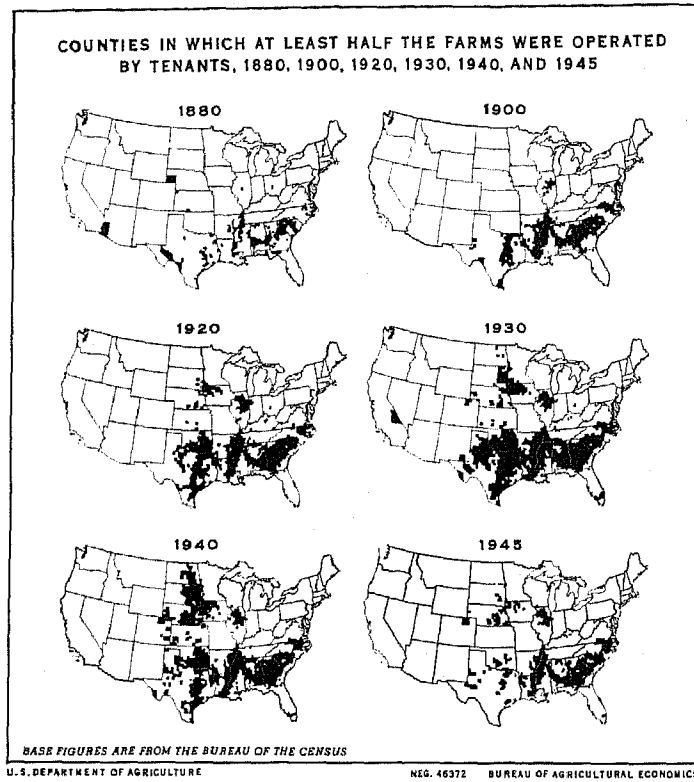 COUNTIES IN WHICH AT LEAST HALF THE FARMS WERE OPERATED
BY TENANTS, 1880, 1900, 1920, 1930, 1940, AND 1945
1880
1900
1920
1930
1940
1945
BASE FIGURES ARE FROM THE BUREAU OF THE CENSUS
U.S. DEPARTMENT OF AGRICULTURE
NEG. 46372 BUREAU OF AGRICULTURAL ECONOMICS